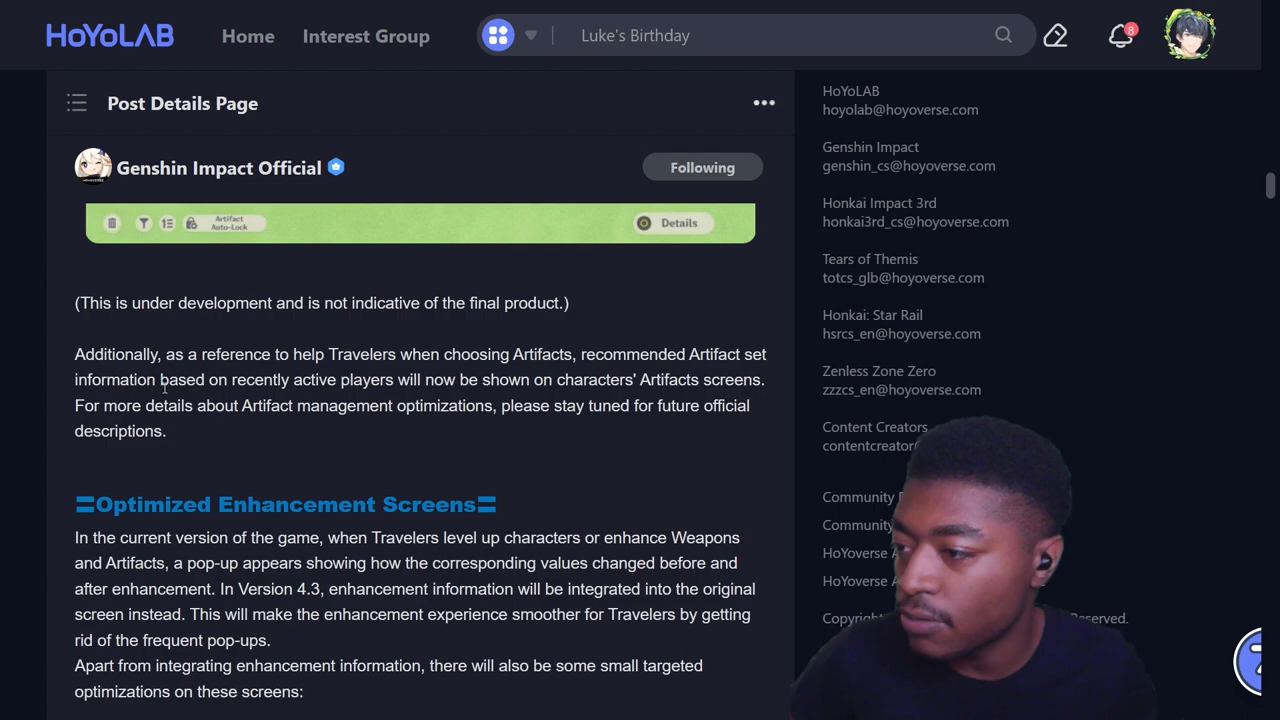 HoYoLAB
Home
Interest Group
Luke's Birthday
8
Post Details Page
Genshin Impact Official
Following
Artifact
Auto-Lock
Details
(This is under development and is not indicative of the final product.)
Additionally, as a reference to help Travelers when choosing Artifacts, recommended Artifact set
information based on recently active players will now be shown on characters' Artifacts screens.
For more details about Artifact management optimizations, please stay tuned for future official
descriptions.
〓Optimized Enhancement Screens〓
In the current version of the game, when Travelers level up characters or enhance Weapons
and Artifacts, a pop-up appears showing how the corresponding values changed before and
after enhancement. In Version 4.3, enhancement information will be integrated into the original
screen instead. This will make the enhancement experience smoother for Travelers by getting
rid of the frequent pop-ups.
Apart from integrating enhancement information, there will also be some small targeted
optimizations on these screens:
HoYoLAB
hoyolab@hoyoverse.com
Genshin Impact
genshin_cs@hoyoverse.com
Honkai Impact 3rd
honkai3rd_cs@hoyoverse.com
Tears of Themis
totcs_glb@hoyoverse.com
Honkai: Star Rail
hsrcs_en@hoyoverse.com
Zenless Zone Zero
zzzcs_en@hoyoverse.com
Content Creators
contentcreator
Community
Community
HoYoverse
HoYoverse
Reserved.